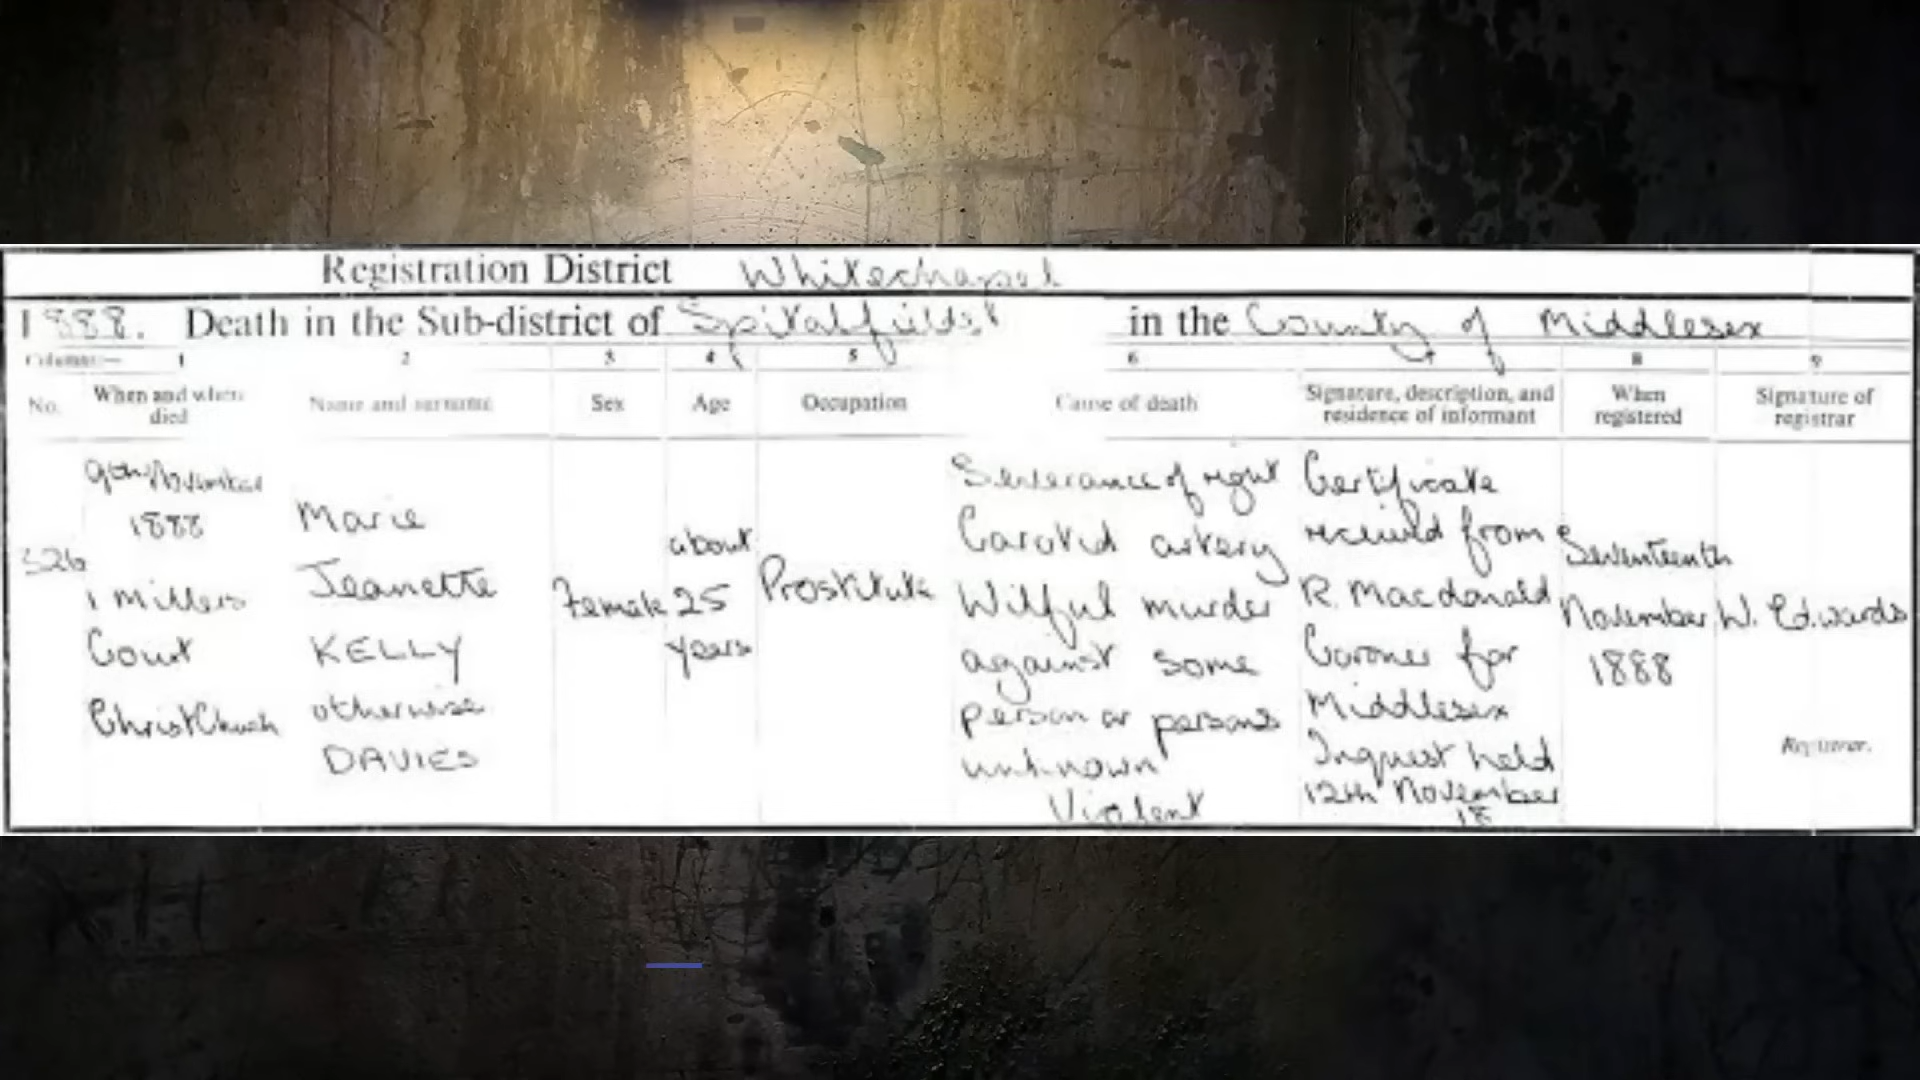 Registration District Whitechapel
1888. Death in the Sub-district of Spitalfields in the County of Middlesex
Columns:— 1 2 3 4 5 6 7 8 9
No. When and where died Name and surname Sex Age Occupation Cause of death Signature, description, and residence of informant When registered Signature of registrar
326
9th November
1888
1 Millers
Court
Christchurch
Marie
Jeanette
KELLY
otherwise
DAVIES
Female
about
25
years
Prostitute
Severance of right
Carotid artery
Wilful murder
against some
person or persons
unknown
Violent
Certificate
received from
R. Macdonald
Coroner for
Middlesex
Inquest held
12th November
18
Seventeenth
November
1888
W. Edwards
Registrar.